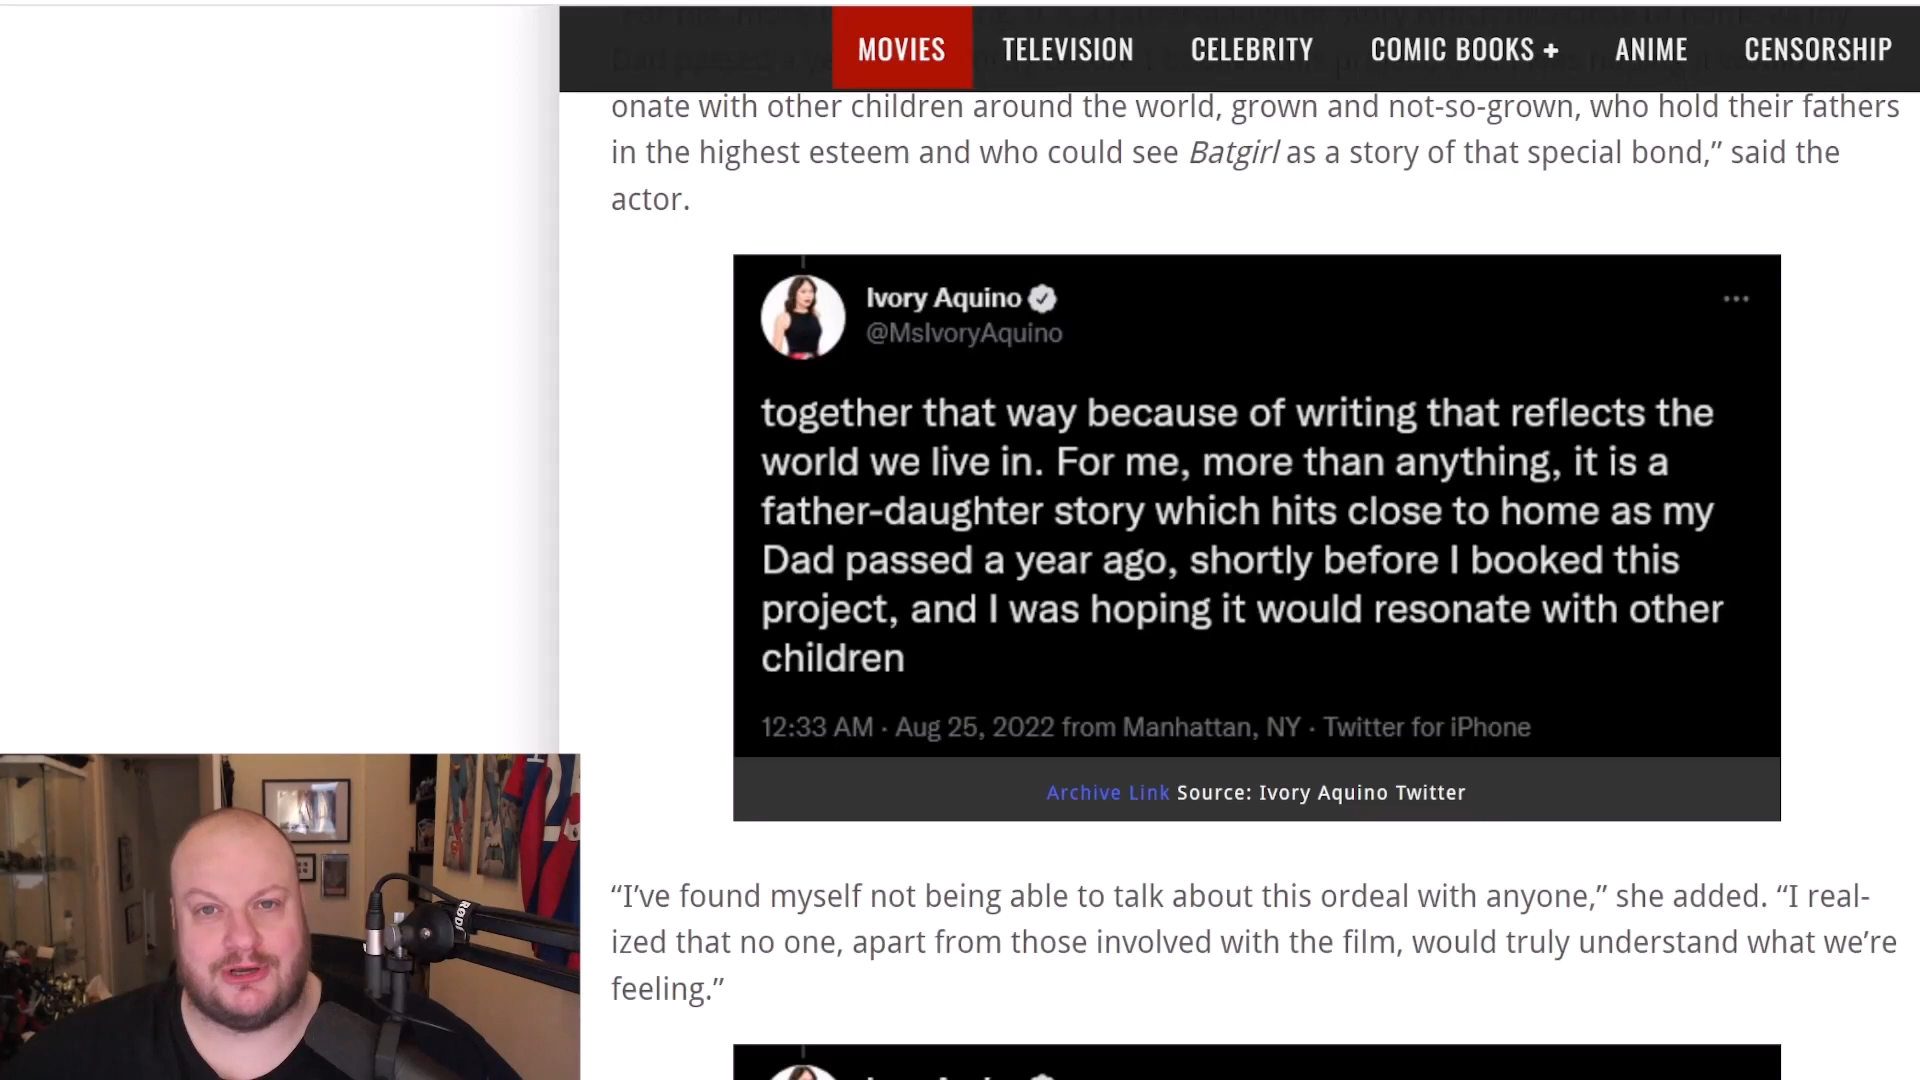 MOVIES TELEVISION CELEBRITY COMIC BOOKS + ANIME CENSORSHIP
onate with other children around the world, grown and not-so-grown, who hold their fathers
in the highest esteem and who could see Batgirl as a story of that special bond,” said the
actor.
Ivory Aquino
@MsIvoryAquino
together that way because of writing that reflects the
world we live in. For me, more than anything, it is a
father-daughter story which hits close to home as my
Dad passed a year ago, shortly before I booked this
project, and I was hoping it would resonate with other
children
12:33 AM · Aug 25, 2022 from Manhattan, NY · Twitter for iPhone
Archive Link Source: Ivory Aquino Twitter
RØDE
“I’ve found myself not being able to talk about this ordeal with anyone,” she added. “I real-
ized that no one, apart from those involved with the film, would truly understand what we’re
feeling.”